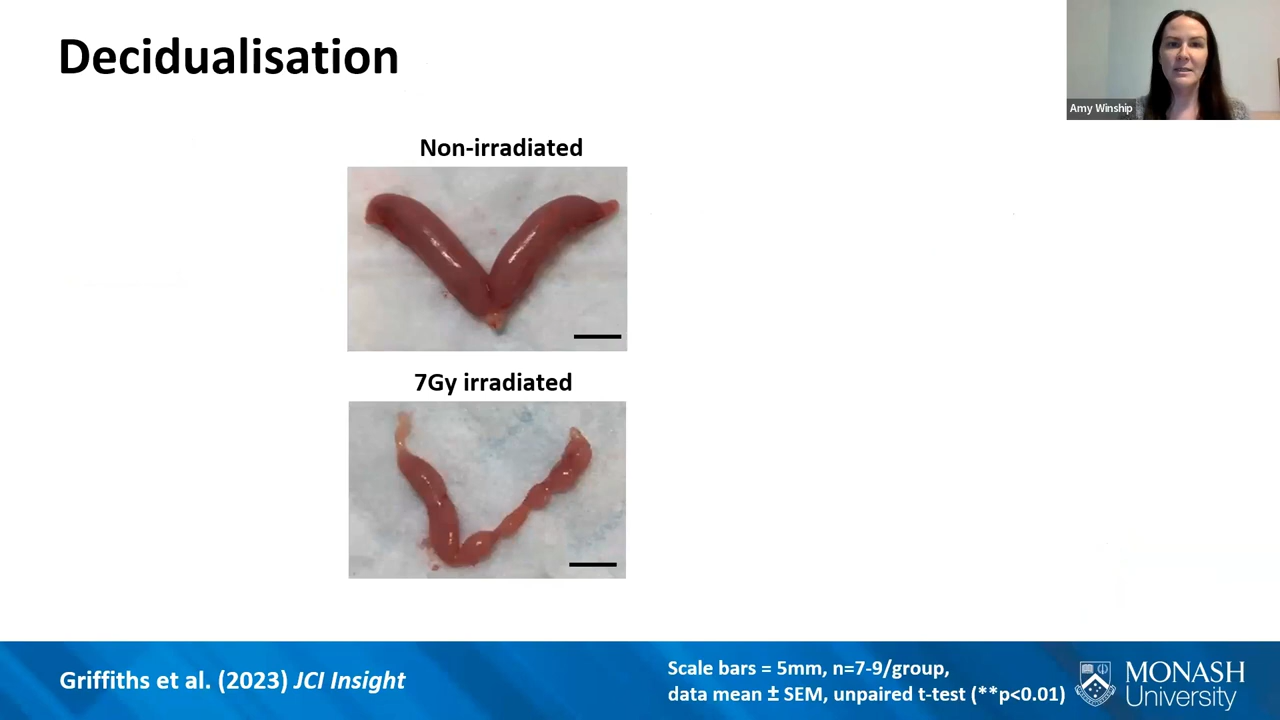 Decidualisation
Amy Winship
Non-irradiated
7Gy irradiated
Griffiths et al. (2023) JCI Insight
Scale bars = 5mm, n=7-9/group,
data mean ± SEM, unpaired t-test (**p<0.01)
MONASH
University